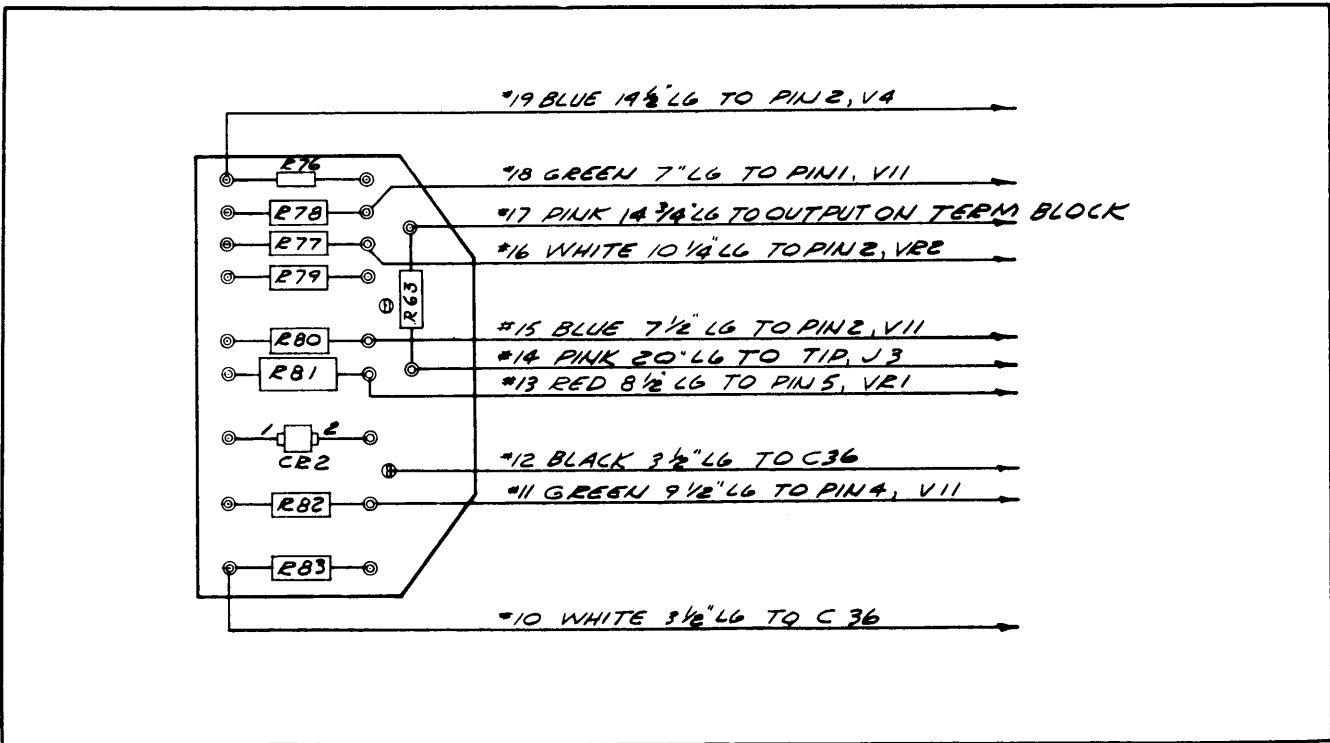 #19 BLUE 14½" LG TO PIN 2, V4
R76
#18 GREEN 7" LG TO PIN 1, V11
R78
#17 PINK 14 ¾" LG TO OUTPUT ON TERM BLOCK
R77
#16 WHITE 10 ¼" LG TO PIN 2, VR2
R79
R63
#15 BLUE 7½" LG TO PIN 2, V11
R80
#14 PINK 20" LG TO TIP, J3
R81
#13 RED 8½" LG TO PIN 5, VR1
1 2
CR2
#12 BLACK 3½" LG TO C36
#11 GREEN 9½" LG TO PIN 4, V11
R82
R83
#10 WHITE 3½" LG TO C 36